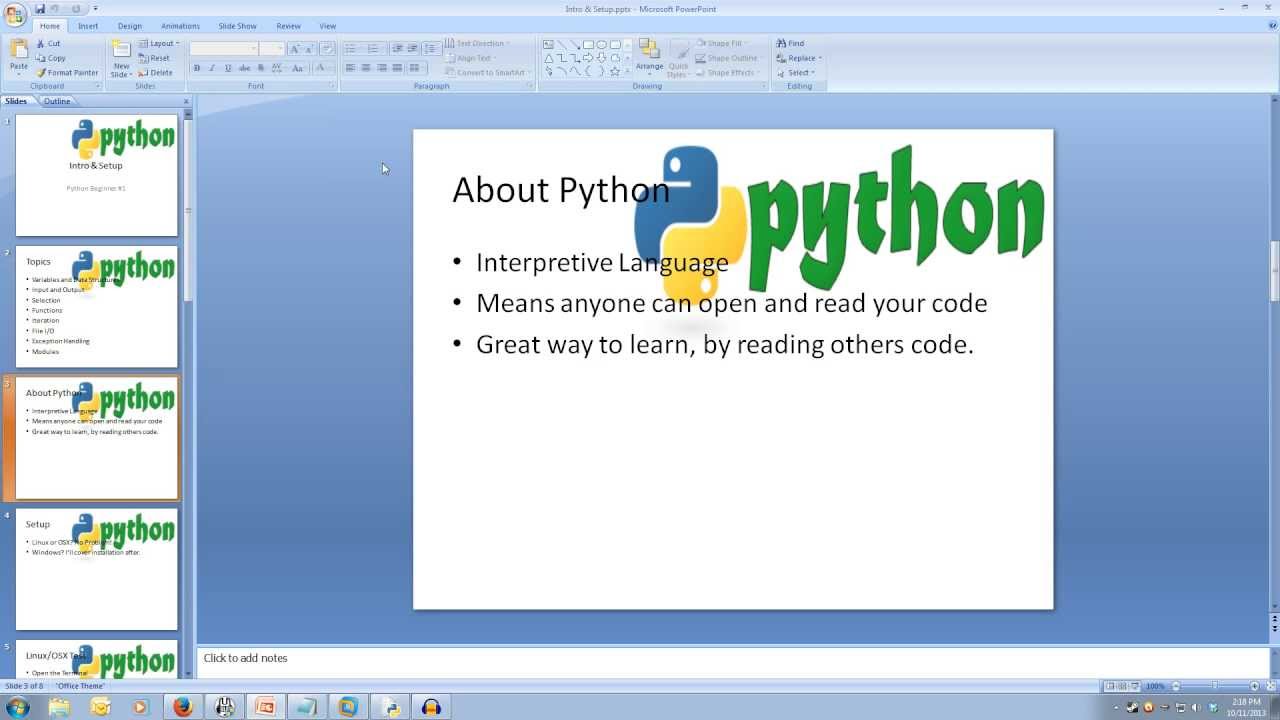 Intro & Setup.pptx - Microsoft PowerPoint
Home Insert Design Animations Slide Show Review View
Paste
Cut
Copy
Format Painter
Clipboard
New Slide
Layout
Reset
Delete
Slides
B I U abc S AV Aa A
Font
Text Direction
Align Text
Convert to SmartArt
Paragraph
Arrange
Quick Styles
Shape Fill
Shape Outline
Shape Effects
Drawing
Find
Replace
Select
Editing
Slides Outline
1
python
Intro & Setup
Python Beginner #1
2
python
Topics
• Variables and Data Structures
• Input and Output
• Selection
• Functions
• Iteration
• File I/O
• Exception Handling
• Modules
3
python
About Python
• Interpretive Language
• Means anyone can open and read your code
• Great way to learn, by reading others code.
4
python
Setup
• Linux or OSX? No Problem!
• Windows? I'll cover installation after.
5
python
Linux/OSX Test
• Open the Terminal
python
About Python
• Interpretive Language
• Means anyone can open and read your code
• Great way to learn, by reading others code.
Click to add notes
Slide 3 of 8 "Office Theme" 100%
2:18 PM
10/11/2013